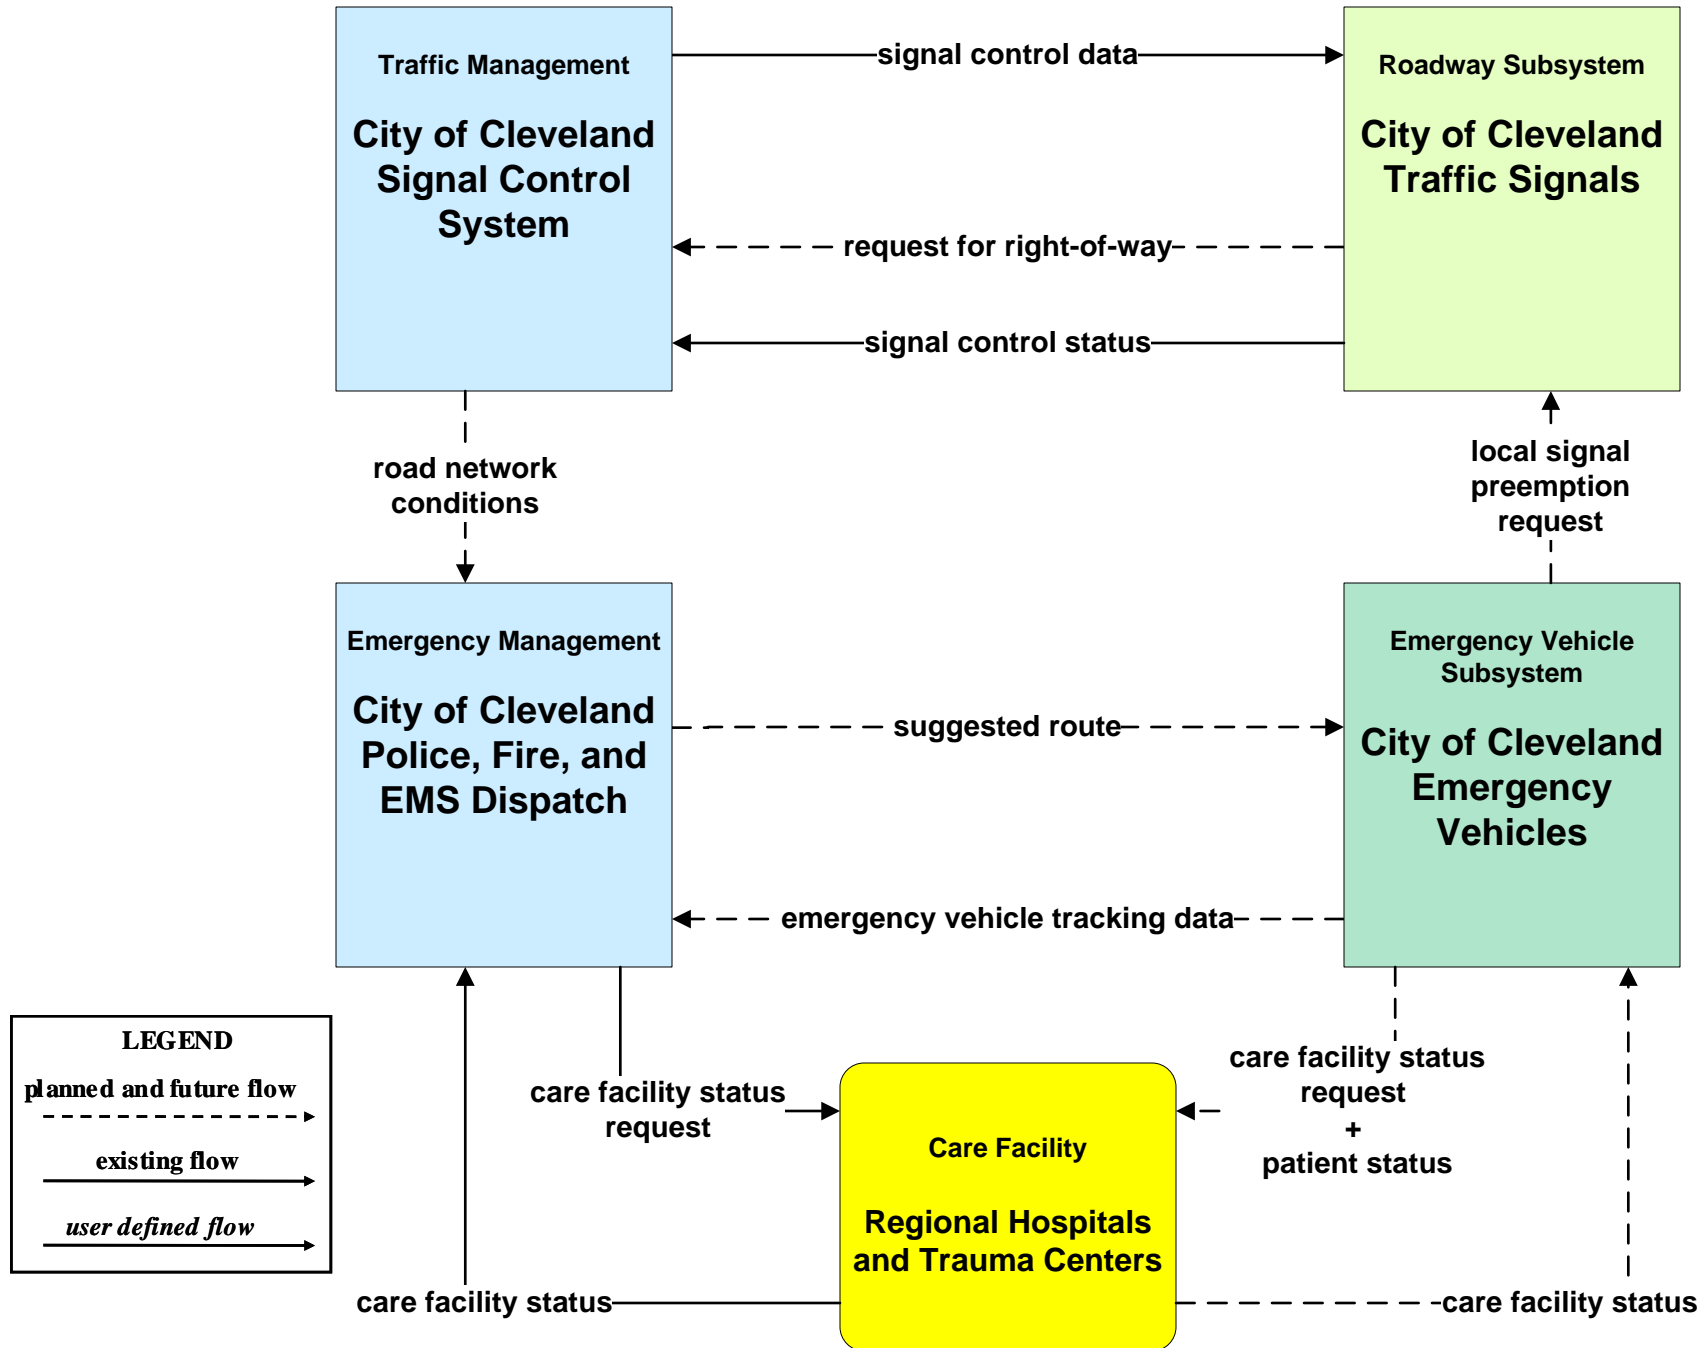 Traffic Management
City of Cleveland
Signal Control
System
signal control data
Roadway Subsystem
City of Cleveland
Traffic Signals
request for right-of-way
signal control status
road network
conditions
local signal
preemption
request
Emergency Management
City of Cleveland
Police, Fire, and
EMS Dispatch
suggested route
Emergency Vehicle
Subsystem
City of Cleveland
Emergency
Vehicles
emergency vehicle tracking data
LEGEND
planned and future flow
existing flow
user defined flow
care facility status
request
Care Facility
Regional Hospitals
and Trauma Centers
care facility status
request
+
patient status
care facility status
care facility status